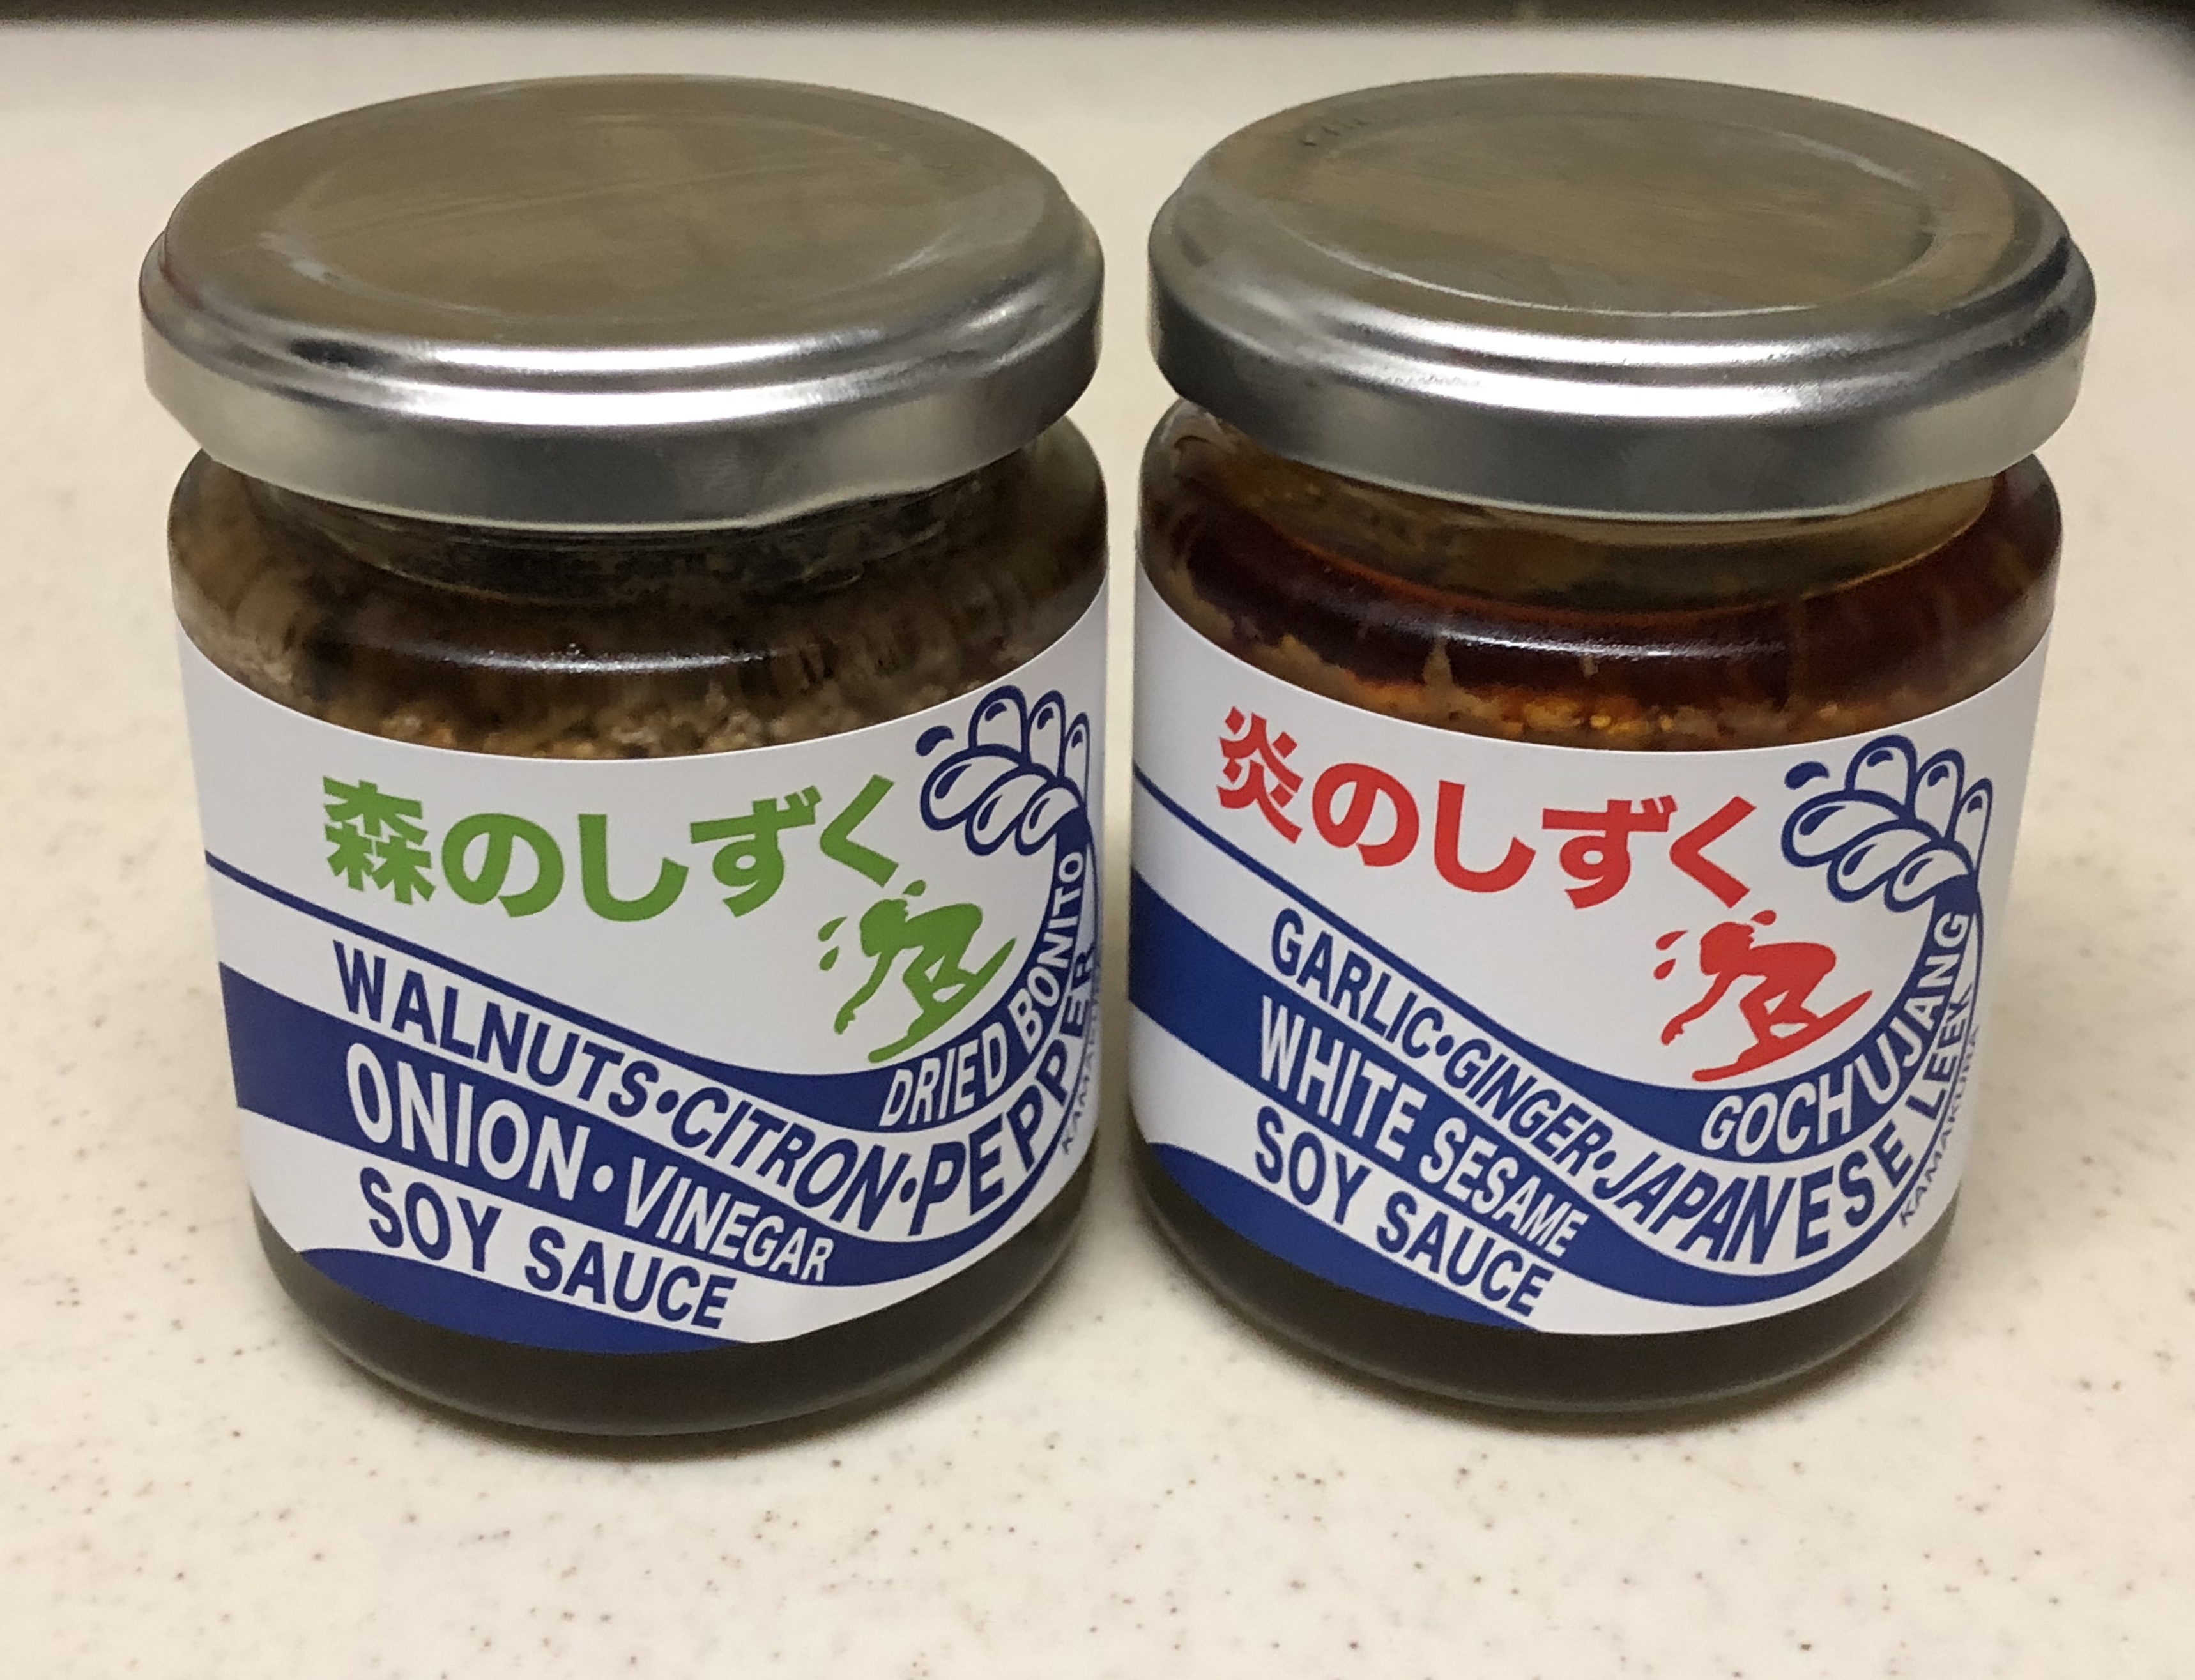 森のしずく
DRIED BONITO
WALNUTS・CITRON・PEPPER
ONION・VINEGAR
SOY SAUCE
炎のしずく
GOCHUJANG
GARLIC・GINGER・JAPANESE LEEK
WHITE SESAME
SOY SAUCE
KAMAKURA